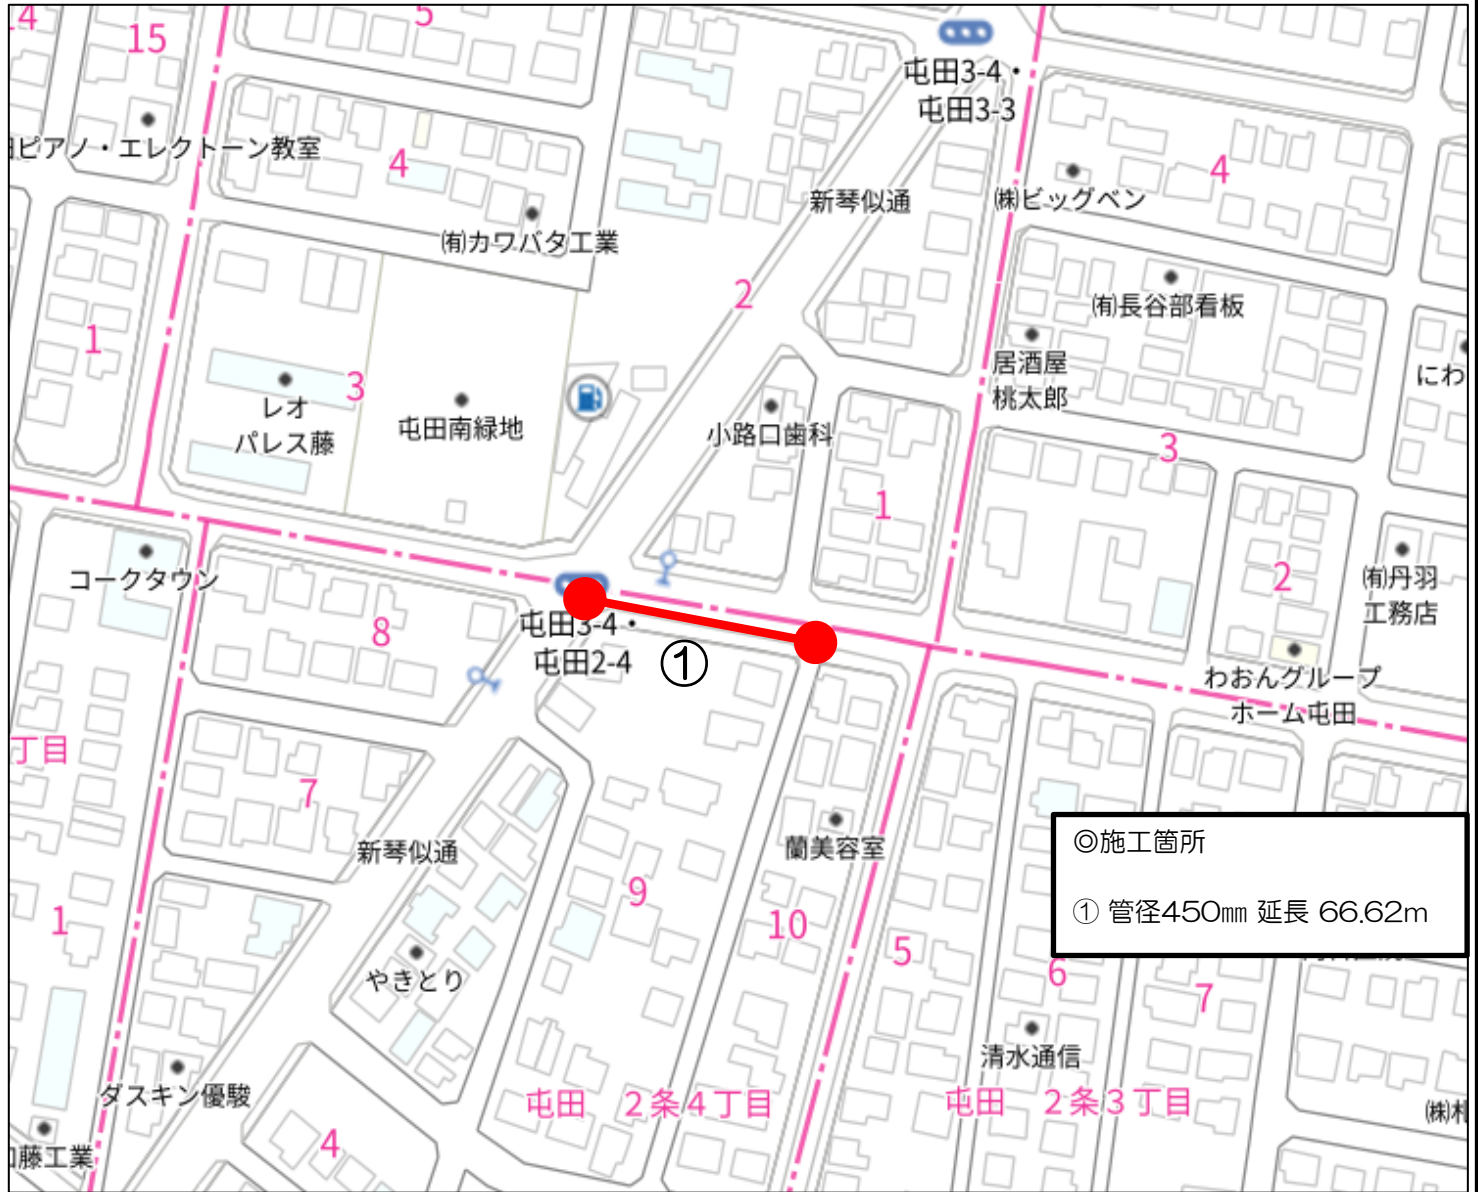 5
15
屯田3-4・
屯田3-3
ピアノ・エレクトーン教室
4
4
新琴似通
㈱ビッグベン
㈲カワバタ工業
2
㈲長谷部看板
1
居酒屋
桃太郎
にわ
3
レオ
パレス藤
屯田南緑地
小路口歯科
3
1
コークタウン
2
㈲丹羽
工務店
8
屯田3-4・
屯田2-4
①
わおんグループ
ホーム屯田
丁目
7
新琴似通
蘭美容室
◎施工箇所
① 管径450㎜ 延長 66.62m
9
1
10
5
6
7
やきとり
清水通信
ダスキン優駿
屯田 2条4丁目
屯田 2条3丁目
4
藤工業